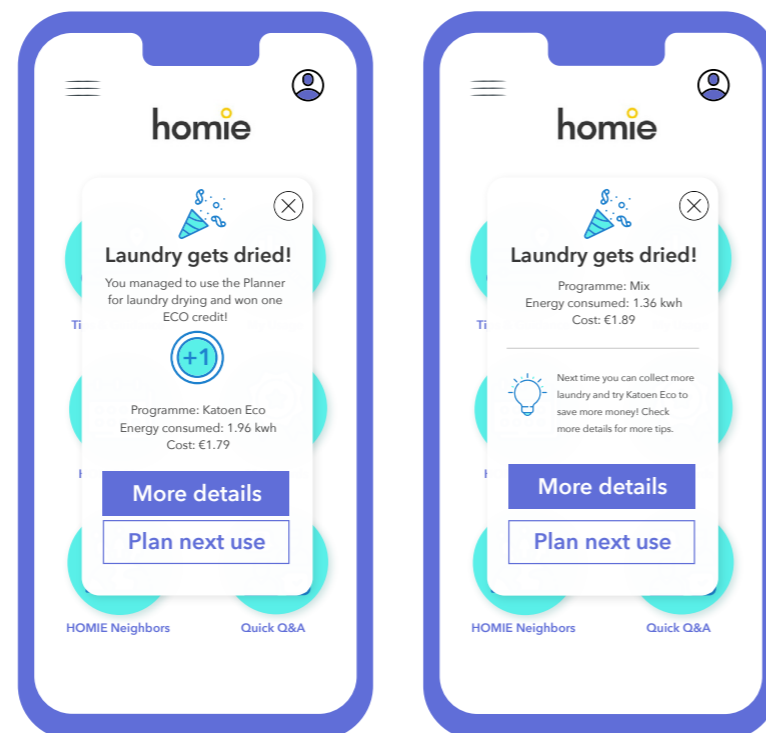 homie
Laundry gets dried!
You managed to use the Planner
for laundry drying and won one
ECO credit!
+1
Programme: Katoen Eco
Energy consumed: 1.96 kwh
Cost: €1.79
More details
Plan next use
HOMIE Neighbors
Quick Q&A
homie
Laundry gets dried!
Programme: Mix
Energy consumed: 1.36 kwh
Cost: €1.89
Next time you can collect more
laundry and try Katoen Eco to
save more money! Check
more details for more tips.
More details
Plan next use
HOMIE Neighbors
Quick Q&A